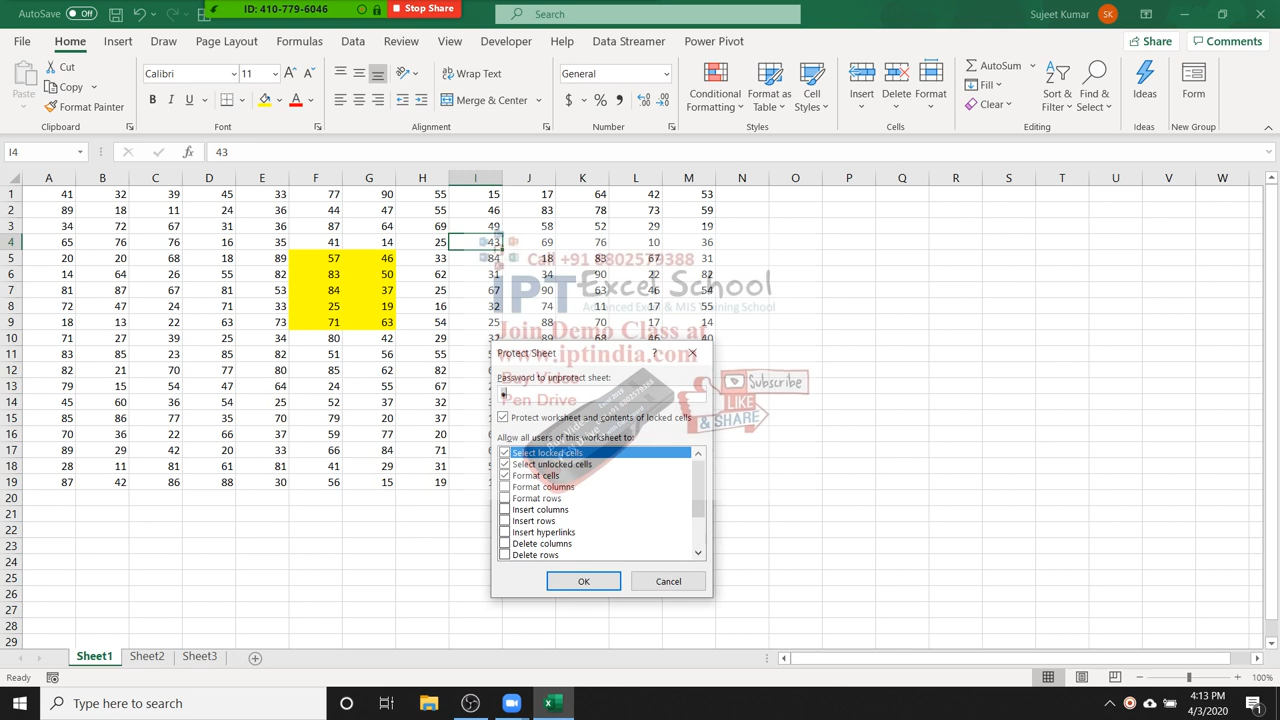 AutoSave Off
ID: 410-779-6046
Stop Share
Search
Sujeet Kumar SK
File Home Insert Draw Page Layout Formulas Data Review View Developer Help Data Streamer Power Pivot
Share Comments
Paste
Cut
Copy
Format Painter
Calibri 11
B I U
Wrap Text
Merge & Center
General
$ % ,
Conditional Formatting
Format as Table
Cell Styles
Insert Delete Format
AutoSum
Fill
Clear
Sort & Filter
Find & Select
Ideas
Form
Clipboard Font Alignment Number Styles Cells Editing Ideas New Group
I4 fx 43
A B C D E F G H I J K L M N O P Q R S T U V W
1 41 32 39 45 33 77 90 55 15 17 64 42 53
2 89 18 11 24 36 44 47 55 46 83 78 73 59
3 34 72 67 31 36 87 64 69 49 58 52 29 19
4 65 76 76 16 35 41 14 25 43 69 76 10 36
5 20 20 68 18 89 57 46 33 84 18 83 67 31
6 14 64 26 55 82 83 50 62 31 34 90 22 82
7 81 87 67 81 53 84 37 25 67 90 63 46 54
8 72 47 24 71 33 25 19 16 32 74 11 17 55
9 18 13 22 63 73 71 63 54 25 88 70 17 14
10 71 27 39 25 34 80 42 29 32 89 68 46 40
11 83 85 23 85 82 51 56 55
12 82 21 70 77 80 85 62 82
13 79 15 54 47 64 24 55 67
14 45 60 36 32 87 34 82 82
15 85 86 77 35 70 79 20 37
16 70 36 22 66 37 59 77 20
17 89 29 42 20 33 66 84 71
18 28 11 81 61 81 41 29 31
19 87 42 86 88 30 56 15 19
20
21
22
23
24
25
26
27
28
29
Call +91 8802579388
IPT Excel School
Advanced Excel & MIS Training School
Join Demo Class at
www.iptindia.com
Buy Video
Pen Drive
Subscribe
LIKE
& SHARE
Protect Sheet ?
Password to unprotect sheet:
Protect worksheet and contents of locked cells
Allow all users of this worksheet to:
Select locked cells
Select unlocked cells
Format cells
Format columns
Format rows
Insert columns
Insert rows
Insert hyperlinks
Delete columns
Delete rows
OK Cancel
Sheet1 Sheet2 Sheet3
Ready
100%
Type here to search
4:13 PM
4/3/2020